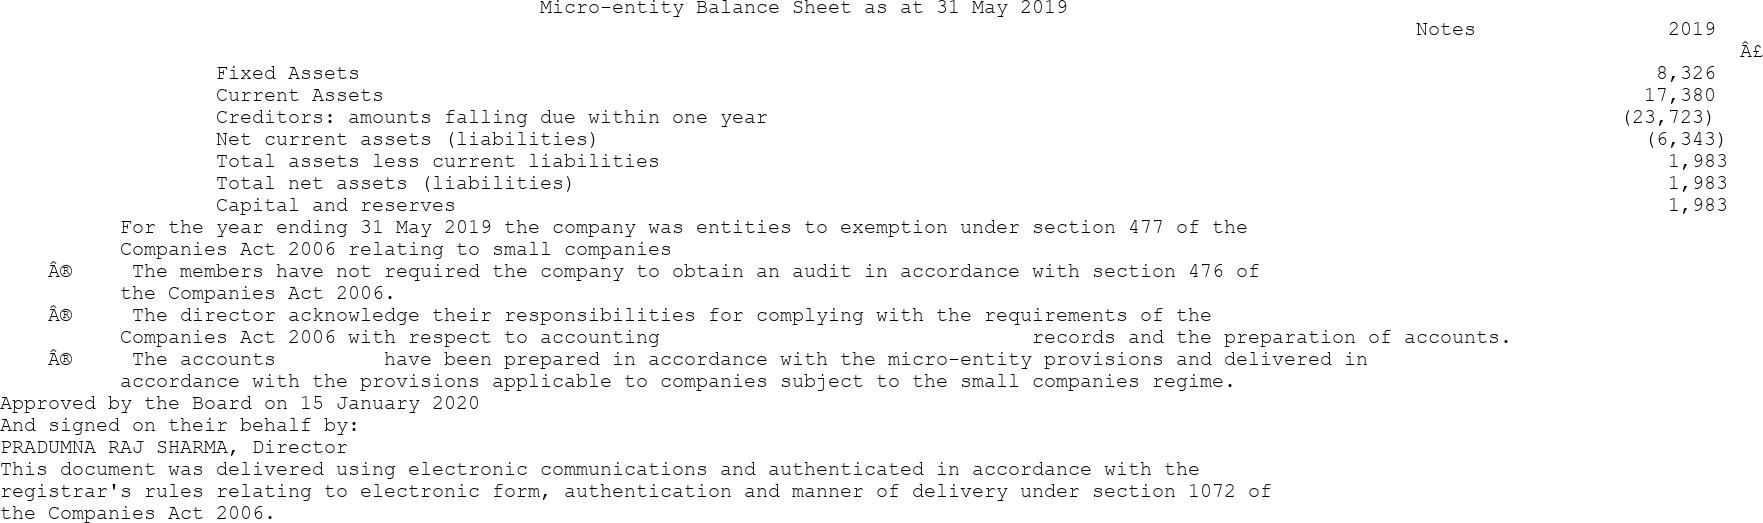 Micro-entity Balance Sheet as at 31 May 2019
Notes 2019
Â£
Fixed Assets 8,326
Current Assets 17,380
Creditors: amounts falling due within one year (23,723)
Net current assets (liabilities) (6,343)
Total assets less current liabilities 1,983
Total net assets (liabilities) 1,983
Capital and reserves 1,983
For the year ending 31 May 2019 the company was entities to exemption under section 477 of the
Companies Act 2006 relating to small companies
Â® The members have not required the company to obtain an audit in accordance with section 476 of
the Companies Act 2006.
Â® The director acknowledge their responsibilities for complying with the requirements of the
Companies Act 2006 with respect to accounting records and the preparation of accounts.
Â® The accounts have been prepared in accordance with the micro-entity provisions and delivered in
accordance with the provisions applicable to companies subject to the small companies regime.
Approved by the Board on 15 January 2020
And signed on their behalf by:
PRADUMNA RAJ SHARMA, Director
This document was delivered using electronic communications and authenticated in accordance with the
registrar's rules relating to electronic form, authentication and manner of delivery under section 1072 of
the Companies Act 2006.